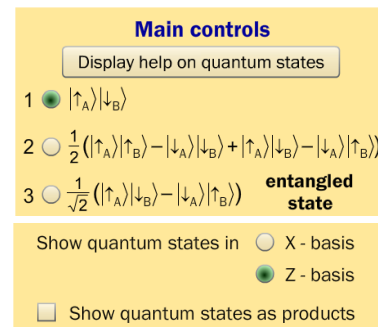 Main controls
Display help on quantum states
1 |↑A⟩|↓B⟩
2 1/2(|↑A⟩|↑B⟩−|↓A⟩|↓B⟩+|↑A⟩|↓B⟩−|↓A⟩|↑B⟩)
3 1/√2(|↑A⟩|↓B⟩−|↓A⟩|↑B⟩) entangled
state
Show quantum states in X - basis
Z - basis
Show quantum states as products